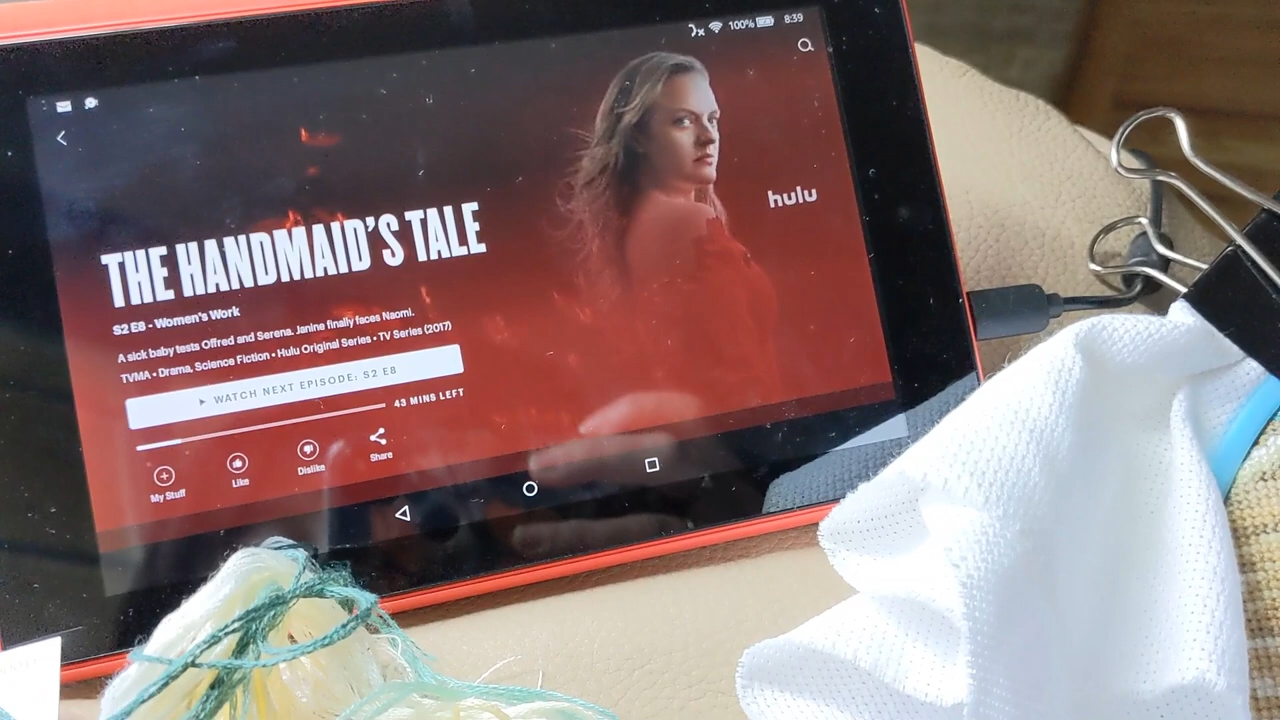 100% 8:39
hulu
THE HANDMAID'S TALE
S2 E8 - Women's Work
A sick baby tests Offred and Serena. Janine finally faces Naomi.
TVMA • Drama, Science Fiction • Hulu Original Series • TV Series (2017)
WATCH NEXT EPISODE: S2 E8
43 MINS LEFT
My Stuff Like Dislike Share